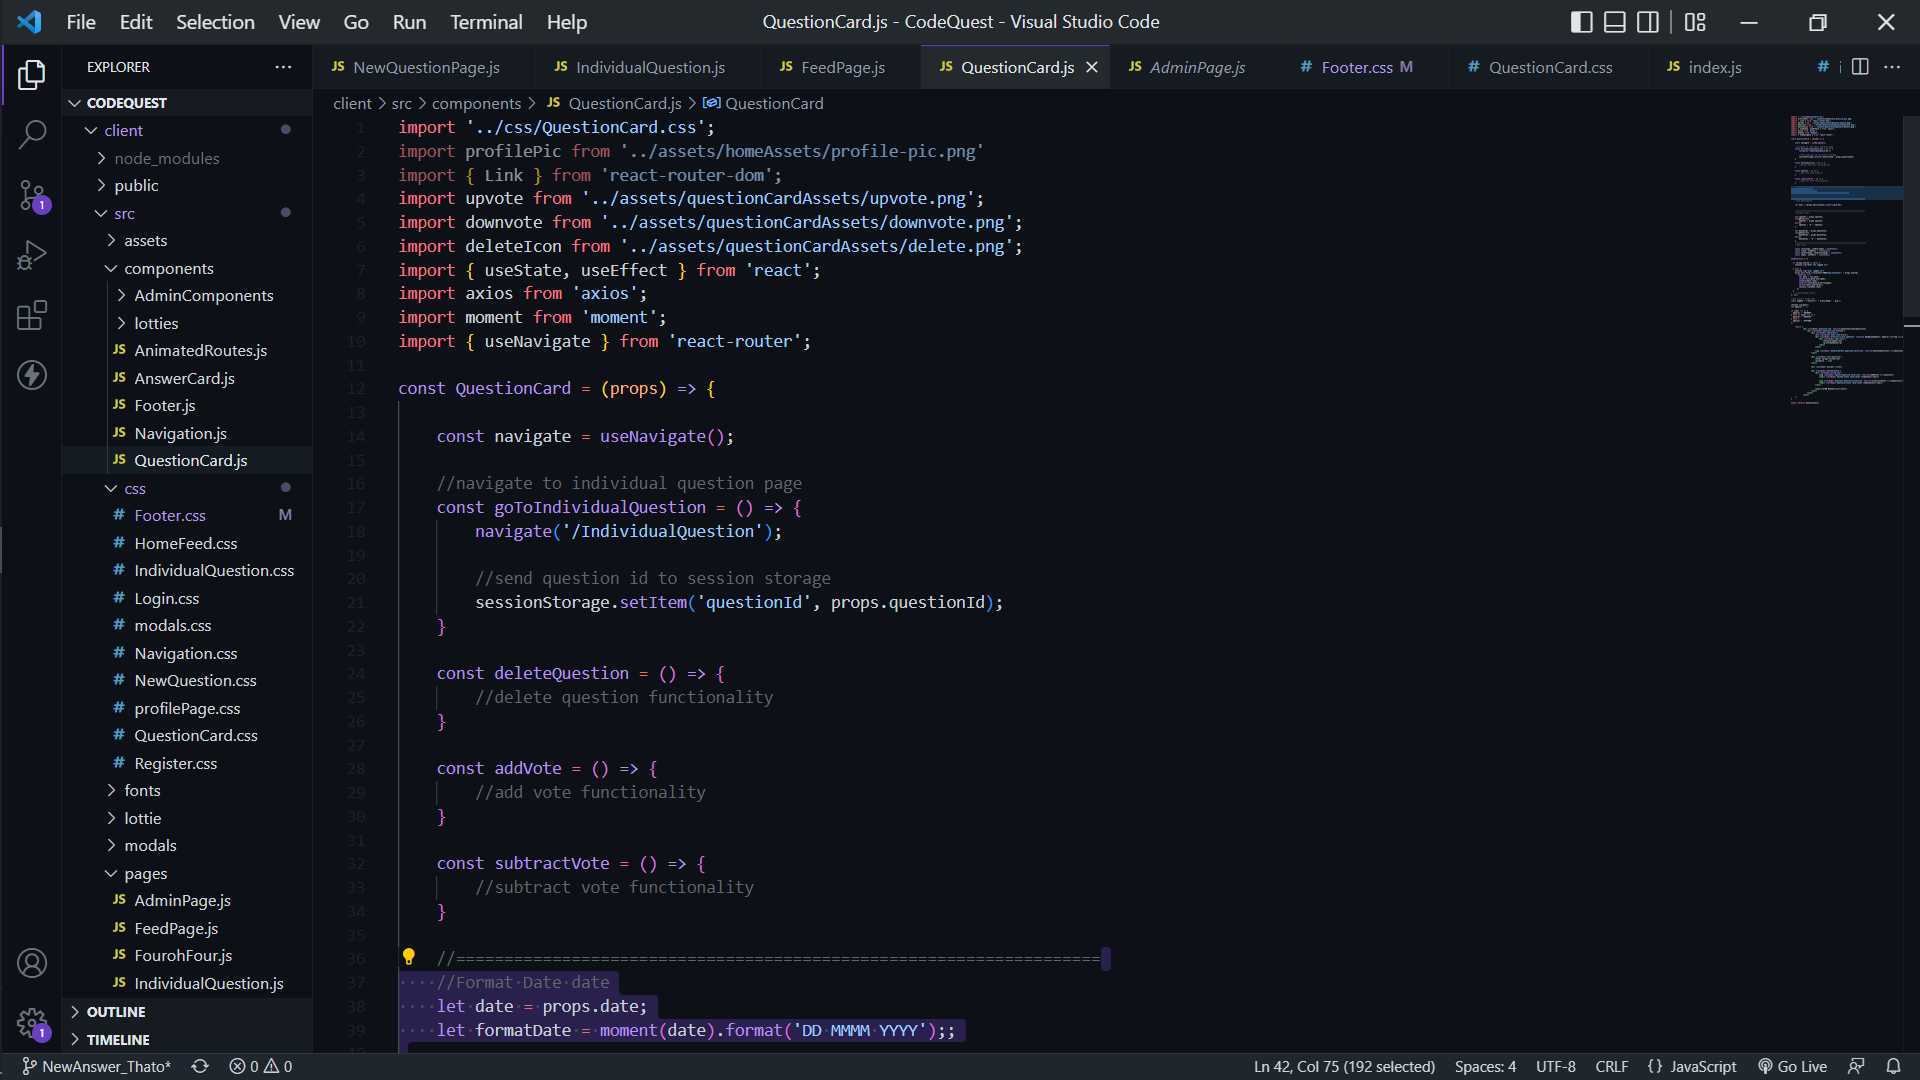 File Edit Selection View Go Run Terminal Help
QuestionCard.js - CodeQuest - Visual Studio Code
EXPLORER
JS NewQuestionPage.js
JS IndividualQuestion.js
JS FeedPage.js
JS QuestionCard.js
JS AdminPage.js
# Footer.css M
# QuestionCard.css
JS index.js
# i
client > src > components > JS QuestionCard.js > QuestionCard
CODEQUEST
client
node_modules
public
src
assets
components
AdminComponents
lotties
JS AnimatedRoutes.js
JS AnswerCard.js
JS Footer.js
JS Navigation.js
JS QuestionCard.js
css
# Footer.css M
# HomeFeed.css
# IndividualQuestion.css
# Login.css
# modals.css
# Navigation.css
# NewQuestion.css
# profilePage.css
# QuestionCard.css
# Register.css
fonts
lottie
modals
pages
JS AdminPage.js
JS FeedPage.js
JS FourohFour.js
JS IndividualQuestion.js
OUTLINE
TIMELINE
1
1
1 import '../css/QuestionCard.css';
2 import profilePic from '../assets/homeAssets/profile-pic.png'
3 import { Link } from 'react-router-dom';
4 import upvote from '../assets/questionCardAssets/upvote.png';
5 import downvote from '../assets/questionCardAssets/downvote.png';
6 import deleteIcon from '../assets/questionCardAssets/delete.png';
7 import { useState, useEffect } from 'react';
8 import axios from 'axios';
9 import moment from 'moment';
10 import { useNavigate } from 'react-router';
11
12 const QuestionCard = (props) => {
13
14 const navigate = useNavigate();
15
16 //navigate to individual question page
17 const goToIndividualQuestion = () => {
18 navigate('/IndividualQuestion');
19
20 //send question id to session storage
21 sessionStorage.setItem('questionId', props.questionId);
22 }
23
24 const deleteQuestion = () => {
25 //delete question functionality
26 }
27
28 const addVote = () => {
29 //add vote functionality
30 }
31
32 const subtractVote = () => {
33 //subtract vote functionality
34 }
35
36 //===================================================================
37 //Format Date date
38 let date = props.date;
39 let formatDate = moment(date).format('DD MMMM YYYY');;
NewAnswer_Thato* 0 0 Ln 42, Col 75 (192 selected) Spaces: 4 UTF-8 CRLF {} JavaScript Go Live